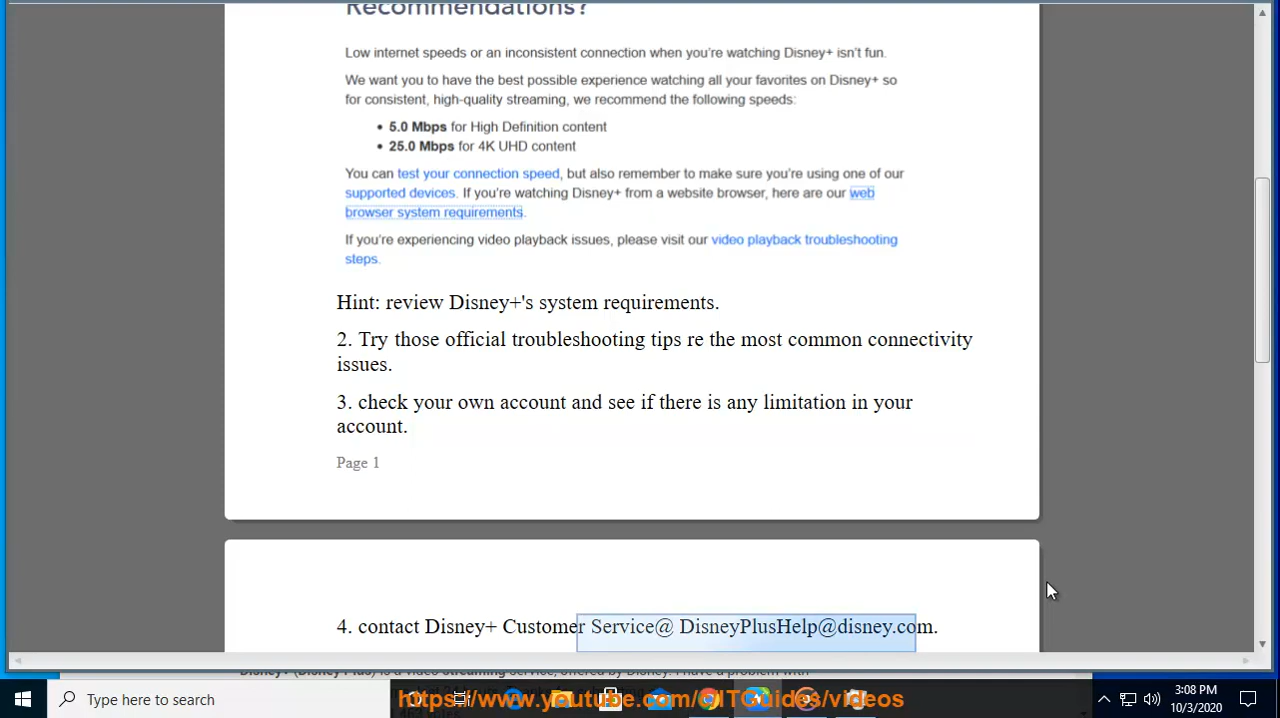 Recommendations?
Low internet speeds or an inconsistent connection when you're watching Disney+ isn't fun.
We want you to have the best possible experience watching all your favorites on Disney+ so
for consistent, high-quality streaming, we recommend the following speeds:
• 5.0 Mbps for High Definition content
• 25.0 Mbps for 4K UHD content
You can test your connection speed, but also remember to make sure you're using one of our
supported devices. If you're watching Disney+ from a website browser, here are our web
browser system requirements.
If you're experiencing video playback issues, please visit our video playback troubleshooting
steps.
Hint: review Disney+'s system requirements.
2. Try those official troubleshooting tips re the most common connectivity
issues.
3. check your own account and see if there is any limitation in your
account.
Page 1
4. contact Disney+ Customer Service@ DisneyPlusHelp@disney.com.
Type here to search
https://www.youtube.com/@ITGuides/videos
3:08 PM
10/3/2020